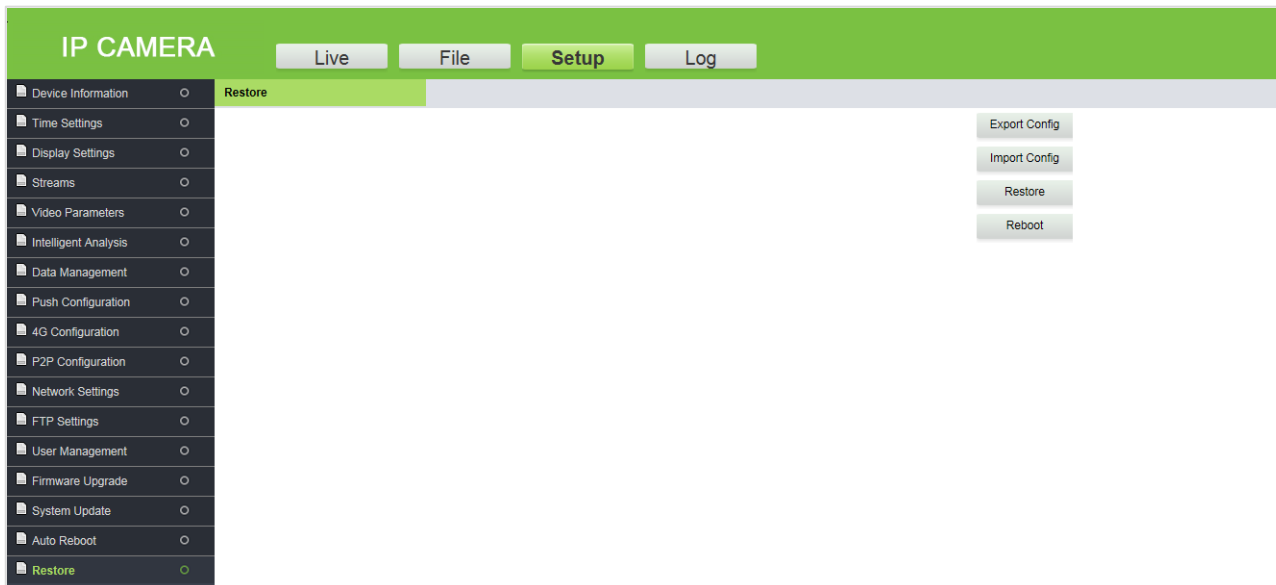 IP CAMERA
Live
File
Setup
Log
Device Information
Restore
Time Settings
Export Config
Display Settings
Import Config
Streams
Restore
Video Parameters
Reboot
Intelligent Analysis
Data Management
Push Configuration
4G Configuration
P2P Configuration
Network Settings
FTP Settings
User Management
Firmware Upgrade
System Update
Auto Reboot
Restore